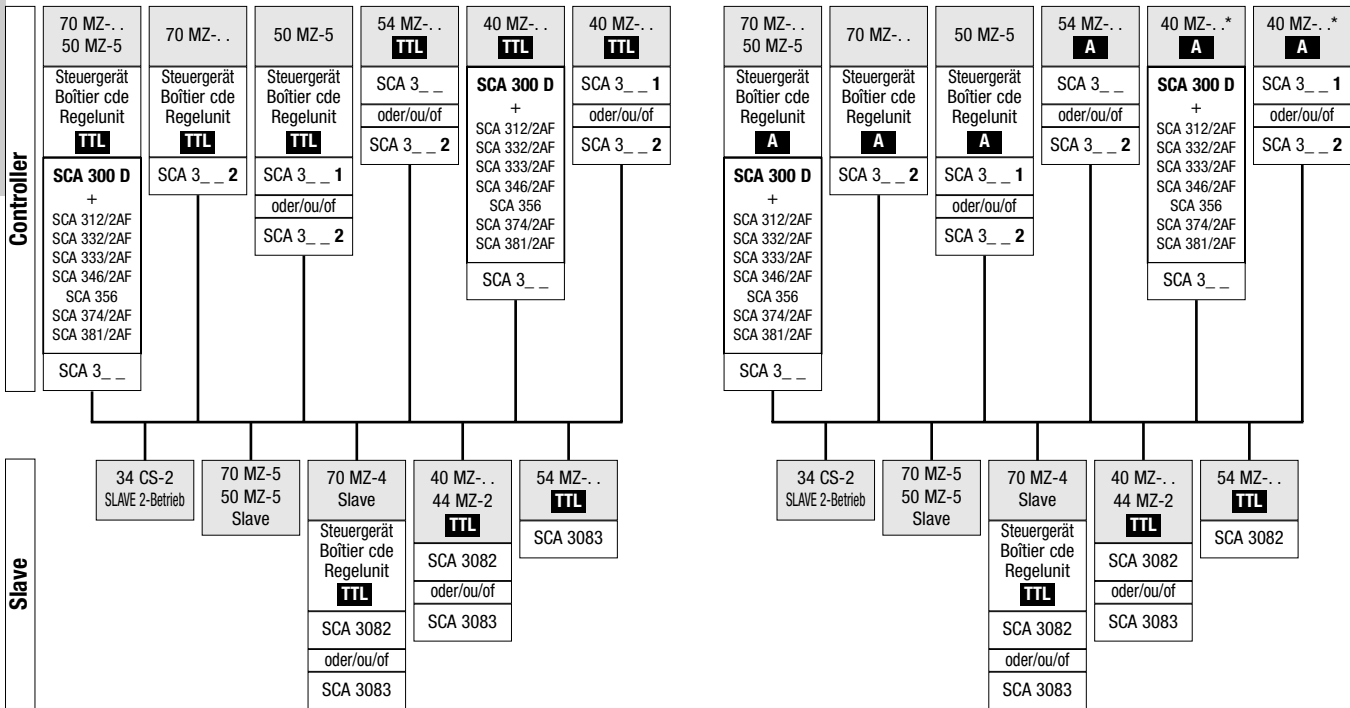 Controller
70 MZ-. .
50 MZ-5
Steuergerät
Boîtier cde
Regelunit
TTL
SCA 300 D
+
SCA 312/2AF
SCA 332/2AF
SCA 333/2AF
SCA 346/2AF
SCA 356
SCA 374/2AF
SCA 381/2AF
SCA 3_ _
70 MZ-. .
Steuergerät
Boîtier cde
Regelunit
TTL
SCA 3_ _ 2
50 MZ-5
Steuergerät
Boîtier cde
Regelunit
TTL
SCA 3_ _ 1
oder/ou/of
SCA 3_ _ 2
54 MZ-. .
TTL
SCA 3_ _
oder/ou/of
SCA 3_ _ 2
40 MZ-. .
TTL
SCA 300 D
+
SCA 312/2AF
SCA 332/2AF
SCA 333/2AF
SCA 346/2AF
SCA 356
SCA 374/2AF
SCA 381/2AF
SCA 3_ _
40 MZ-. .
TTL
SCA 3_ _ 1
oder/ou/of
SCA 3_ _ 2
70 MZ-. .
50 MZ-5
Steuergerät
Boîtier cde
Regelunit
A
SCA 300 D
+
SCA 312/2AF
SCA 332/2AF
SCA 333/2AF
SCA 346/2AF
SCA 356
SCA 374/2AF
SCA 381/2AF
SCA 3_ _
70 MZ-. .
Steuergerät
Boîtier cde
Regelunit
A
SCA 3_ _ 2
50 MZ-5
Steuergerät
Boîtier cde
Regelunit
A
SCA 3_ _ 1
oder/ou/of
SCA 3_ _ 2
54 MZ-. .
A
SCA 3_ _
oder/ou/of
SCA 3_ _ 2
40 MZ-. .*
A
SCA 300 D
+
SCA 312/2AF
SCA 332/2AF
SCA 333/2AF
SCA 346/2AF
SCA 356
SCA 374/2AF
SCA 381/2AF
SCA 3_ _
40 MZ-. .*
A
SCA 3_ _ 1
oder/ou/of
SCA 3_ _ 2
Slave
34 CS-2
SLAVE 2-Betrieb
70 MZ-5
50 MZ-5
Slave
70 MZ-4
Slave
Steuergerät
Boîtier cde
Regelunit
TTL
SCA 3082
oder/ou/of
SCA 3083
40 MZ-. .
44 MZ-2
TTL
SCA 3082
oder/ou/of
SCA 3083
54 MZ-. .
TTL
SCA 3083
34 CS-2
SLAVE 2-Betrieb
70 MZ-5
50 MZ-5
Slave
70 MZ-4
Slave
Steuergerät
Boîtier cde
Regelunit
TTL
SCA 3082
oder/ou/of
SCA 3083
40 MZ-. .
44 MZ-2
TTL
SCA 3082
oder/ou/of
SCA 3083
54 MZ-. .
TTL
SCA 3082